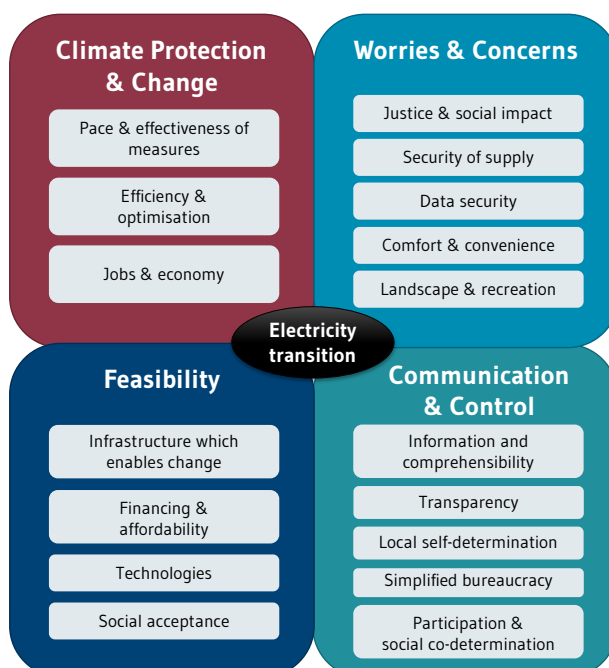 Climate Protection
& Change
Pace & effectiveness of
measures
Efficiency &
optimisation
Jobs & economy
Worries & Concerns
Justice & social impact
Security of supply
Data security
Comfort & convenience
Landscape & recreation
Electricity
transition
Feasibility
Infrastructure which
enables change
Financing &
affordability
Technologies
Social acceptance
Communication
& Control
Information and
comprehensibility
Transparency
Local self-determination
Simplified bureaucracy
Participation &
social co-determination